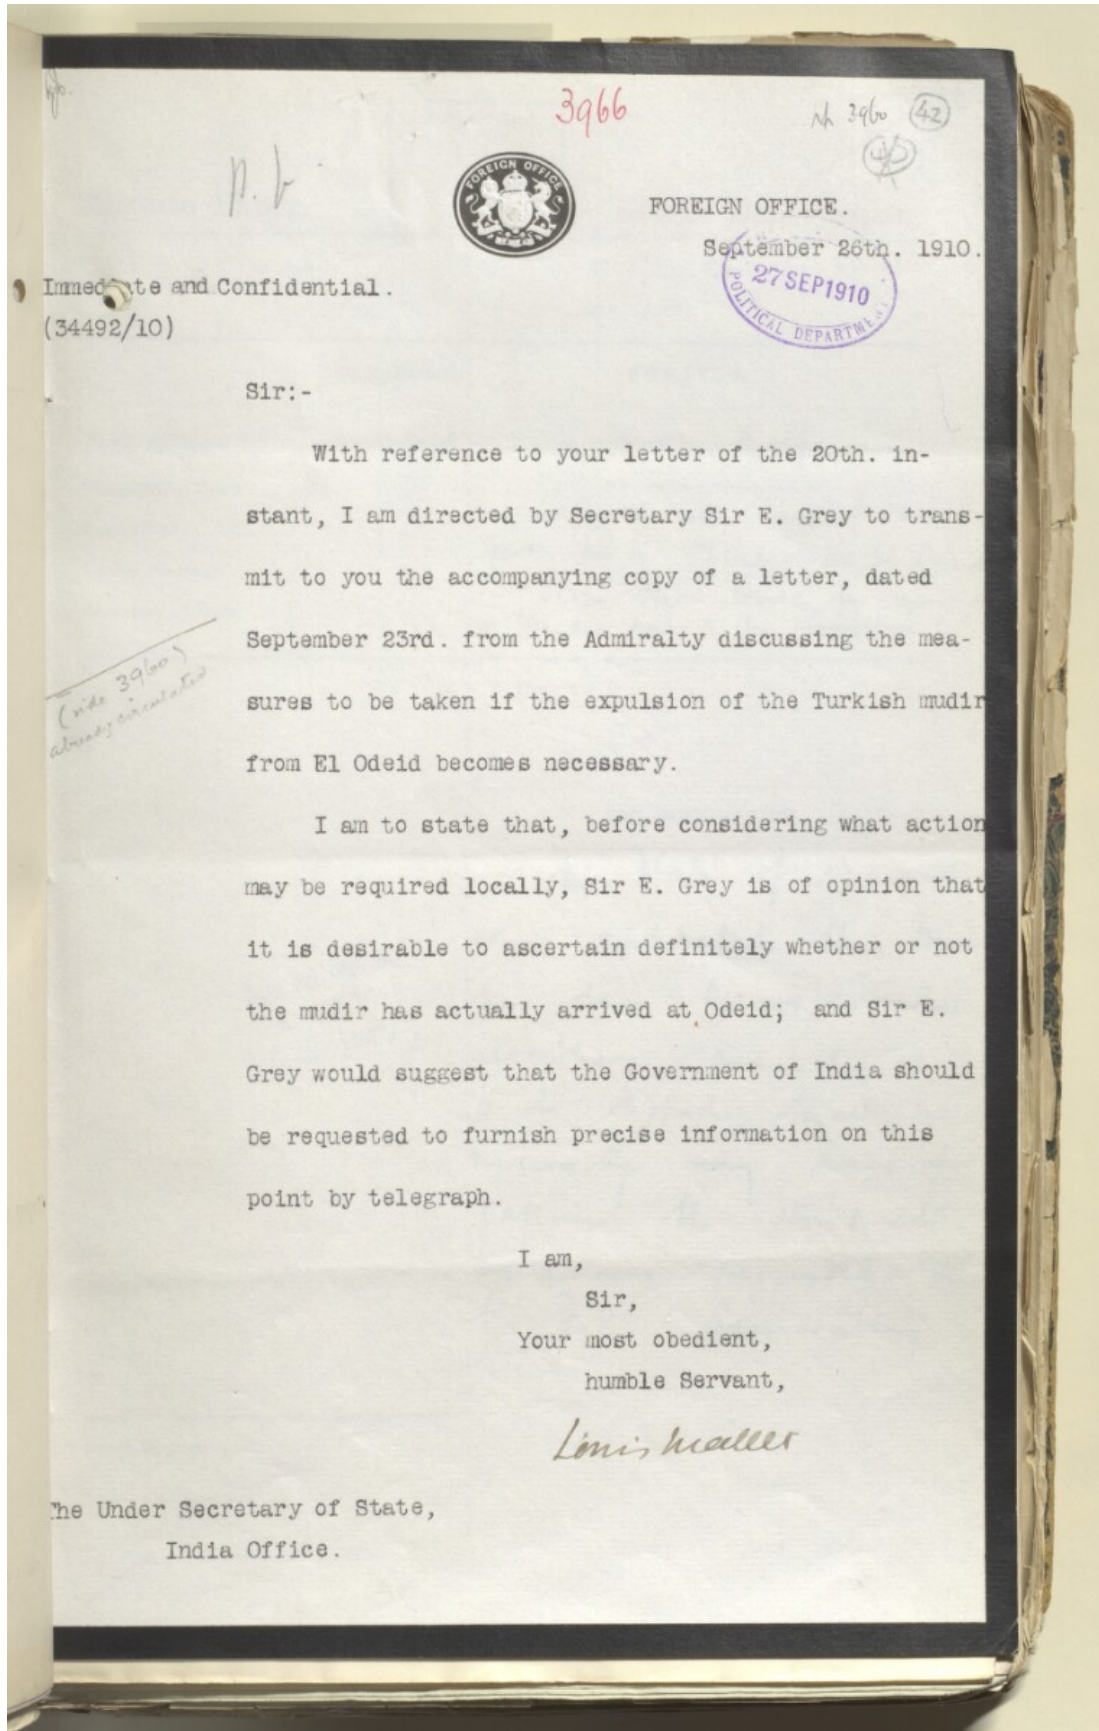 3966
3960 42
FOREIGN OFFICE
FOREIGN OFFICE.
September 26th. 1910.
27 SEP 1910
POLITICAL DEPARTMENT
Immediate and Confidential.
(34492/10)
Sir:-
With reference to your letter of the 20th. in-
stant, I am directed by Secretary Sir E. Grey to trans-
mit to you the accompanying copy of a letter, dated
September 23rd. from the Admiralty discussing the mea-
sures to be taken if the expulsion of the Turkish mudir
from El Odeid becomes necessary.
(vide 3960)
already circulated
I am to state that, before considering what action
may be required locally, Sir E. Grey is of opinion that
it is desirable to ascertain definitely whether or not
the mudir has actually arrived at Odeid; and Sir E.
Grey would suggest that the Government of India should
be requested to furnish precise information on this
point by telegraph.
I am,
Sir,
Your most obedient,
humble Servant,
Louis Mallet
The Under Secretary of State,
India Office.